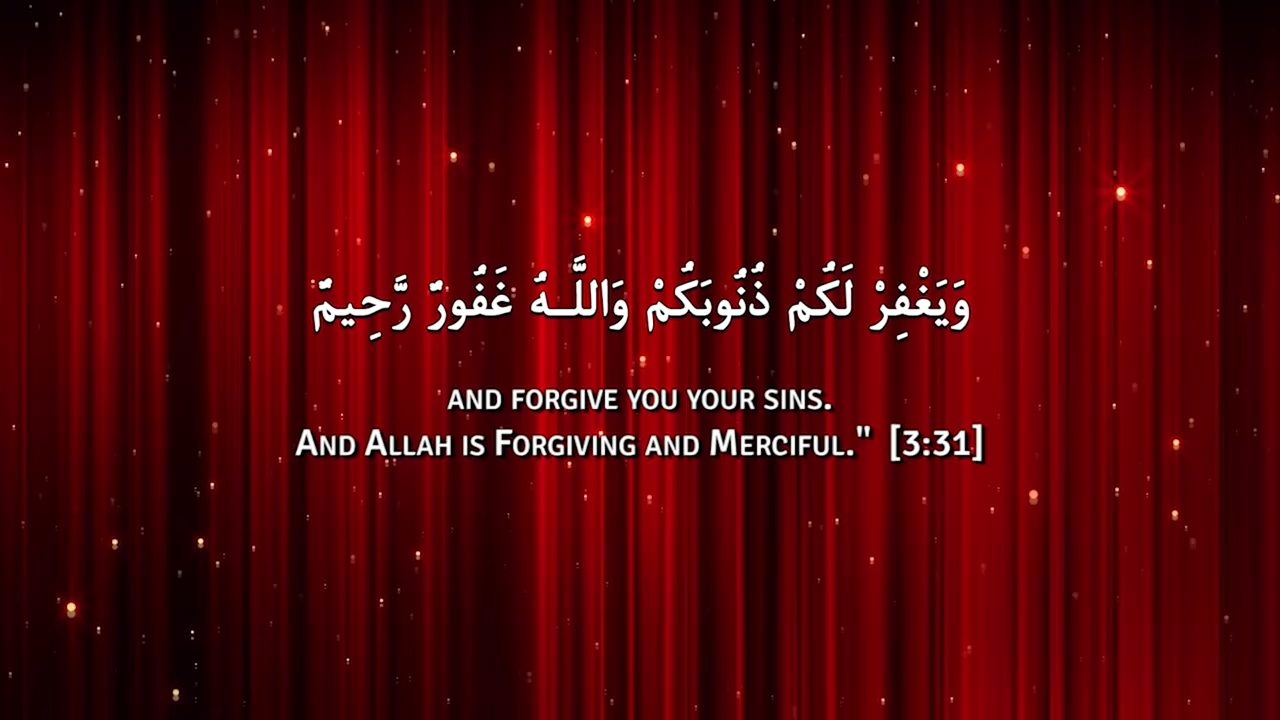 وَيَغْفِرْ لَكُمْ ذُنُوبَكُمْ وَاللَّـهُ غَفُورٌ رَّحِيمٌ
AND FORGIVE YOU YOUR SINS.
AND ALLAH IS FORGIVING AND MERCIFUL." [3:31]